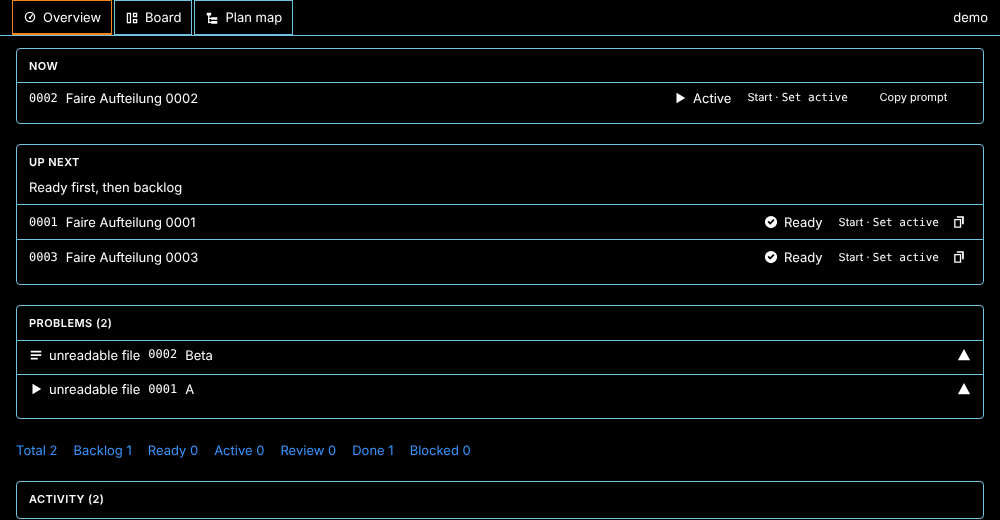 Overview Board Plan map demo
NOW
0002 Faire Aufteilung 0002 Active Start · Set active Copy prompt
UP NEXT
Ready first, then backlog
0001 Faire Aufteilung 0001 Ready Start · Set active
0003 Faire Aufteilung 0003 Ready Start · Set active
PROBLEMS (2)
unreadable file 0002 Beta
unreadable file 0001 A
Total 2 Backlog 1 Ready 0 Active 0 Review 0 Done 1 Blocked 0
ACTIVITY (2)